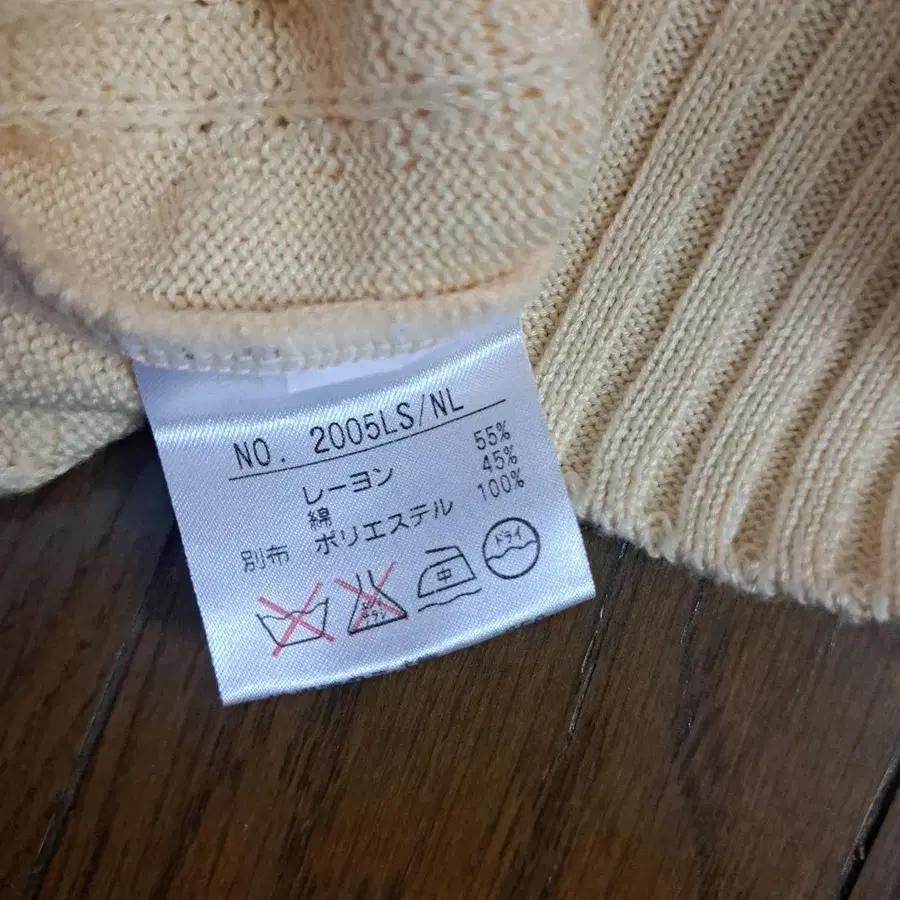 NO. 2005LS/NL
レーヨン 55%
綿 45%
別布 ポリエステル 100%
中 ドライ